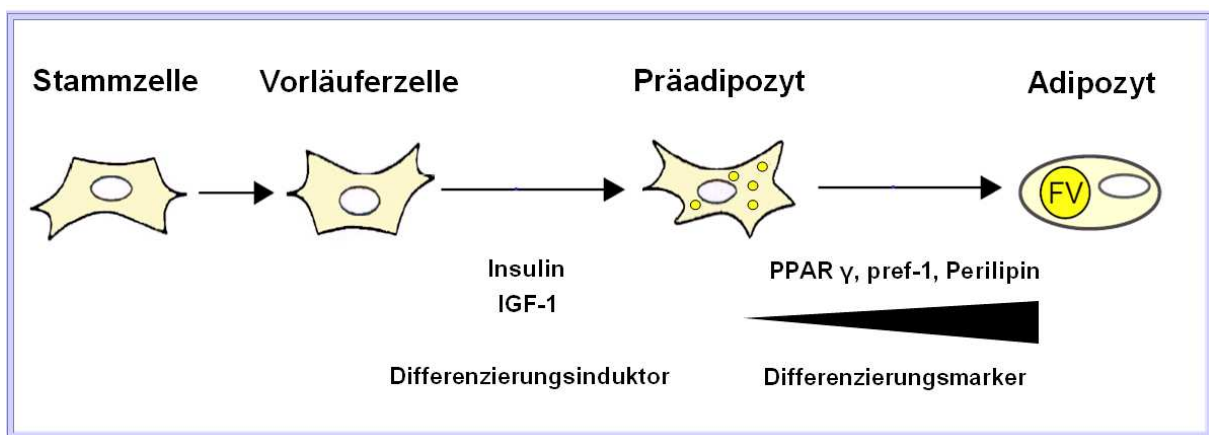 Stammzelle Vorläuferzelle Präadipozyt Adipozyt
FV
Insulin PPAR γ, pref-1, Perilipin
IGF-1
Differenzierungsinduktor Differenzierungsmarker